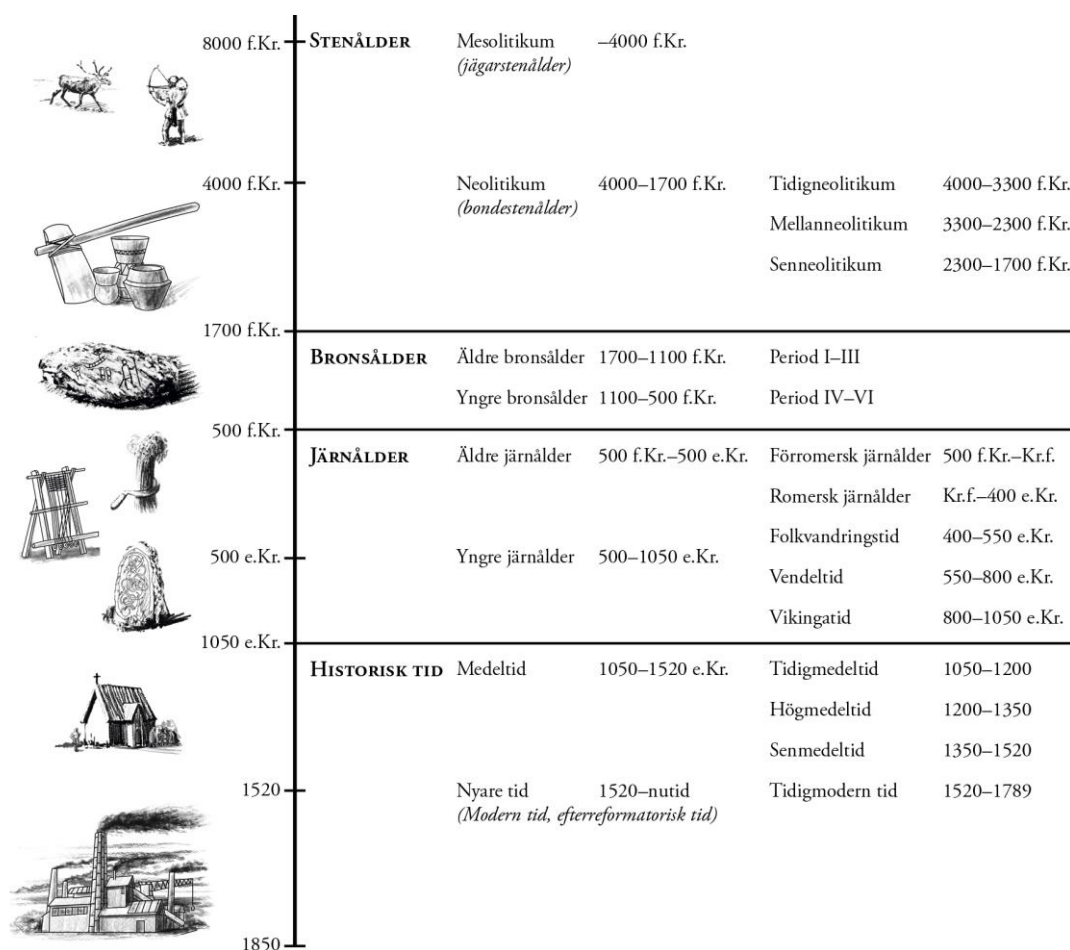 8000 f.Kr. STENÅLDER Mesolitikum –4000 f.Kr.
(jägarstenålder)
4000 f.Kr. Neolitikum 4000–1700 f.Kr. Tidigneolitikum 4000–3300 f.Kr.
(bondestenålder)
Mellanneolitikum 3300–2300 f.Kr.
Senneolitikum 2300–1700 f.Kr.
1700 f.Kr.
BRONSÅLDER Äldre bronsålder 1700–1100 f.Kr. Period I–III
Yngre bronsålder 1100–500 f.Kr. Period IV–VI
500 f.Kr.
JÄRNÅLDER Äldre järnålder 500 f.Kr.–500 e.Kr. Förromersk järnålder 500 f.Kr.–Kr.f.
Romersk järnålder Kr.f.–400 e.Kr.
Folkvandringstid 400–550 e.Kr.
500 e.Kr. Yngre järnålder 500–1050 e.Kr.
Vendeltid 550–800 e.Kr.
Vikingatid 800–1050 e.Kr.
1050 e.Kr.
HISTORISK TID Medeltid 1050–1520 e.Kr. Tidigmedeltid 1050–1200
Högmedeltid 1200–1350
Senmedeltid 1350–1520
1520 Nyare tid 1520–nutid Tidigmodern tid 1520–1789
(Modern tid, efterreformatorisk tid)
1850